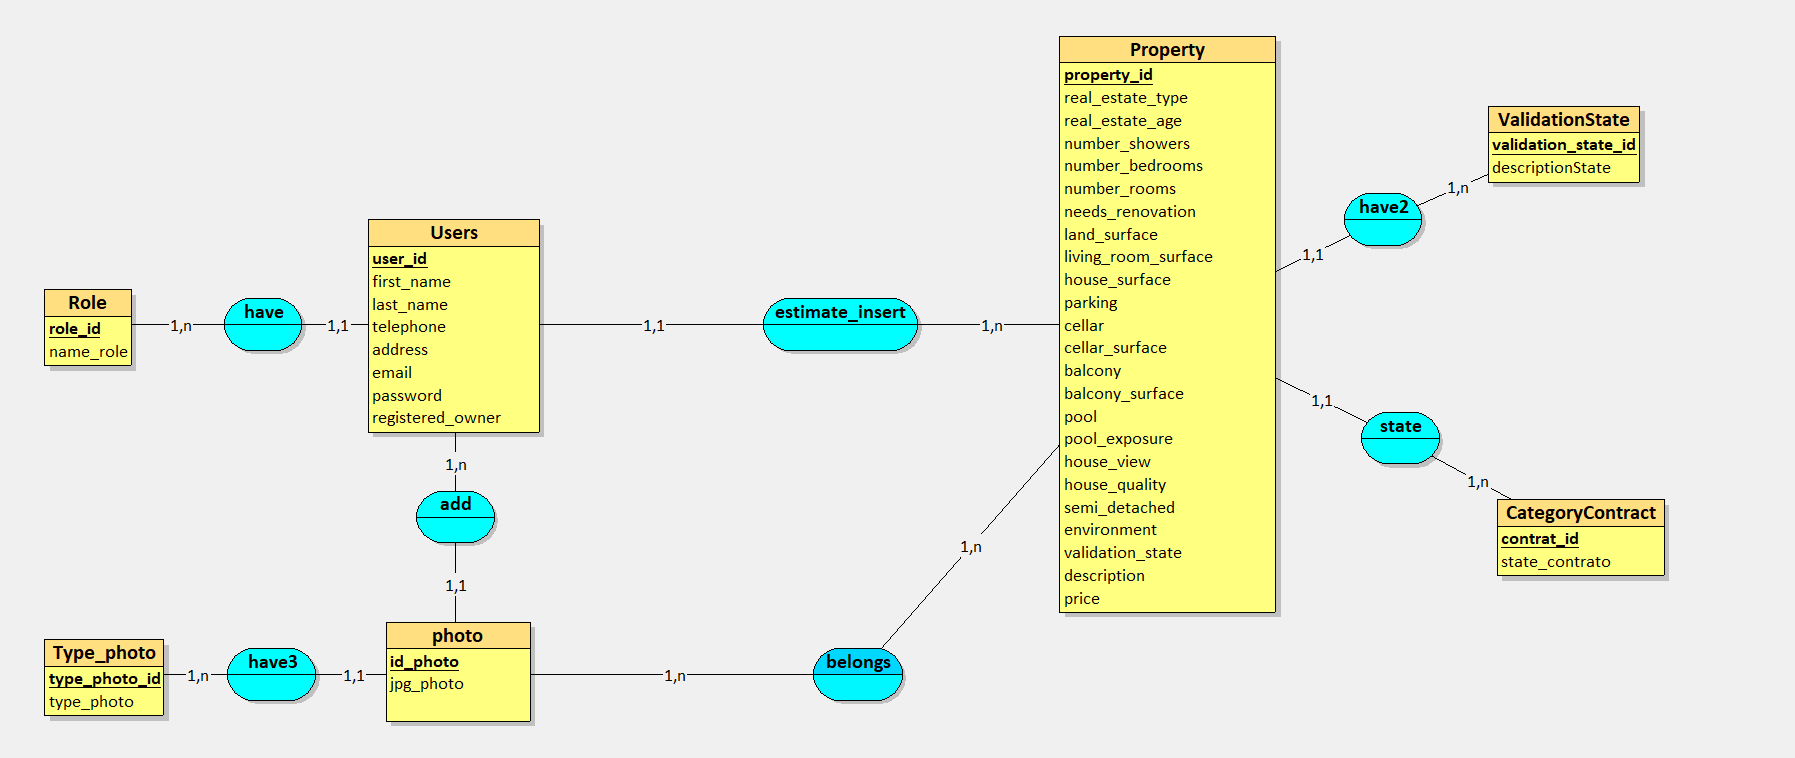 Property
property_id
real_estate_type
real_estate_age
number_showers
number_bedrooms
number_rooms
needs_renovation
land_surface
living_room_surface
house_surface
parking
cellar
cellar_surface
balcony
balcony_surface
pool
pool_exposure
house_view
house_quality
semi_detached
environment
validation_state
description
price
ValidationState
validation_state_id
descriptionState
1,n
have2
1,1
Users
user_id
first_name
last_name
telephone
address
email
password
registered_owner
Role
role_id
name_role
1,n
have
1,1
1,1
estimate_insert
1,n
1,1
state
1,n
CategoryContract
contrat_id
state_contrato
1,n
add
1,1
1,n
photo
id_photo
jpg_photo
Type_photo
type_photo_id
type_photo
1,n
have3
1,1
1,n
belongs